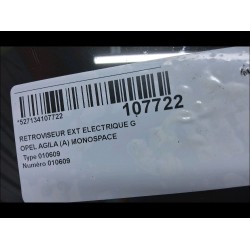 *527134107722
107722
RETROVISEUR EXT ELECTRIQUE G
OPEL AGILA (A) MONOSPACE
Type 010609
Numéro 010609